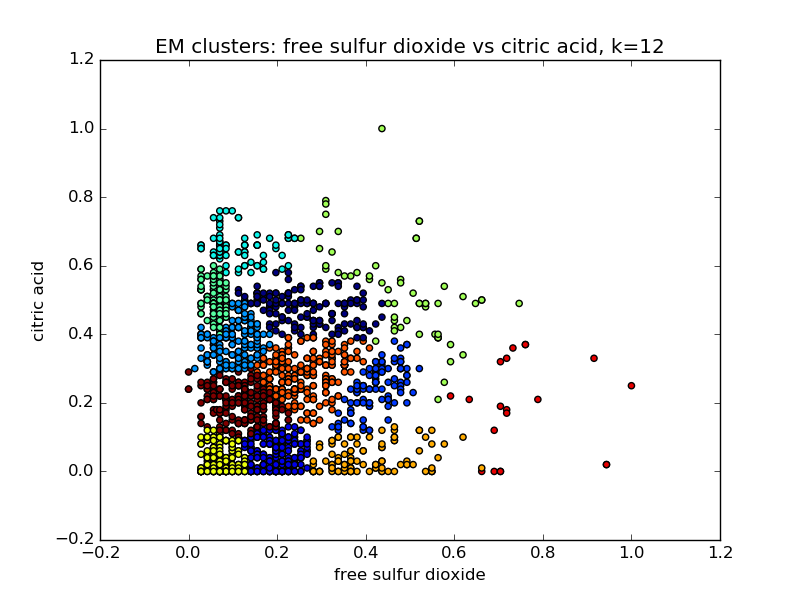 EM clusters: free sulfur dioxide vs citric acid, k=12
1.2
1.0
0.8
0.6
0.4
0.2
0.0
−0.2
citric acid
−0.2 0.0 0.2 0.4 0.6 0.8 1.0 1.2
free sulfur dioxide